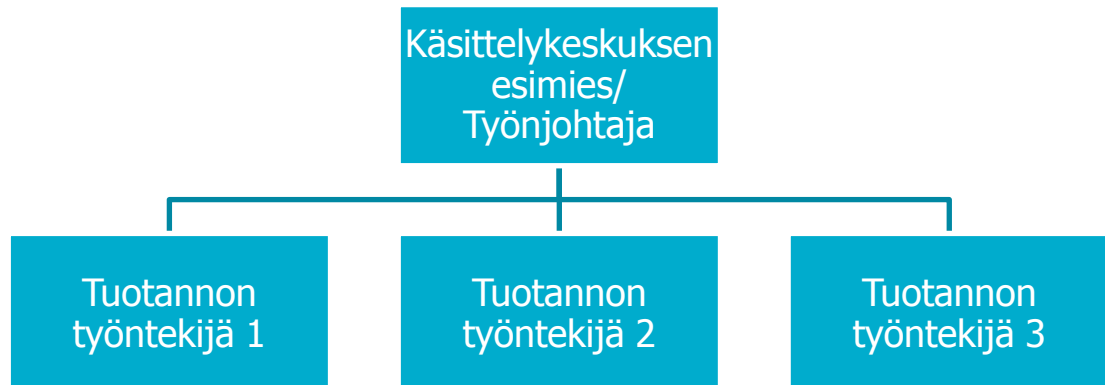 Käsittelykeskuksen
esimies/
Työnjohtaja
Tuotannon
työntekijä 1
Tuotannon
työntekijä 2
Tuotannon
työntekijä 3